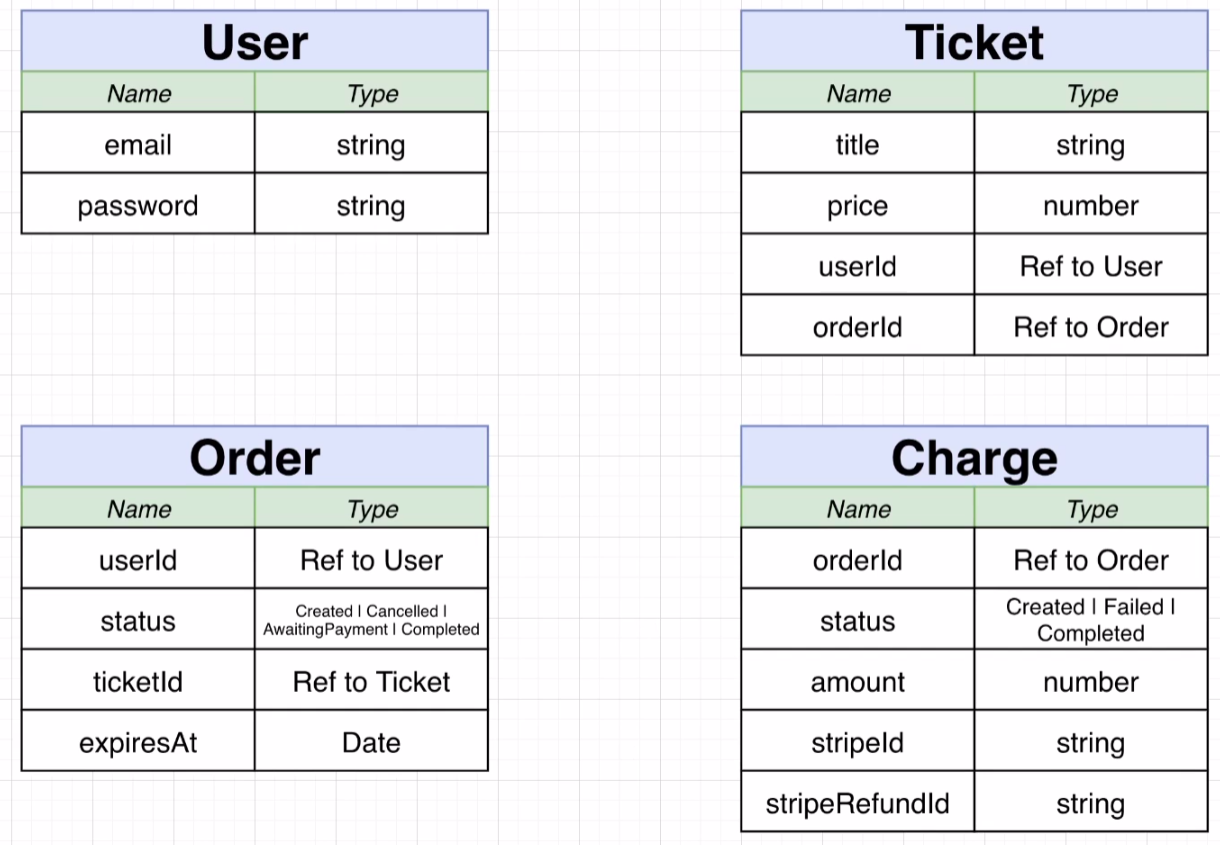 User
Name Type
email string
password string
Ticket
Name Type
title string
price number
userId Ref to User
orderId Ref to Order
Order
Name Type
userId Ref to User
status Created | Cancelled |
AwaitingPayment | Completed
ticketId Ref to Ticket
expiresAt Date
Charge
Name Type
orderId Ref to Order
status Created | Failed |
Completed
amount number
stripeId string
stripeRefundId string